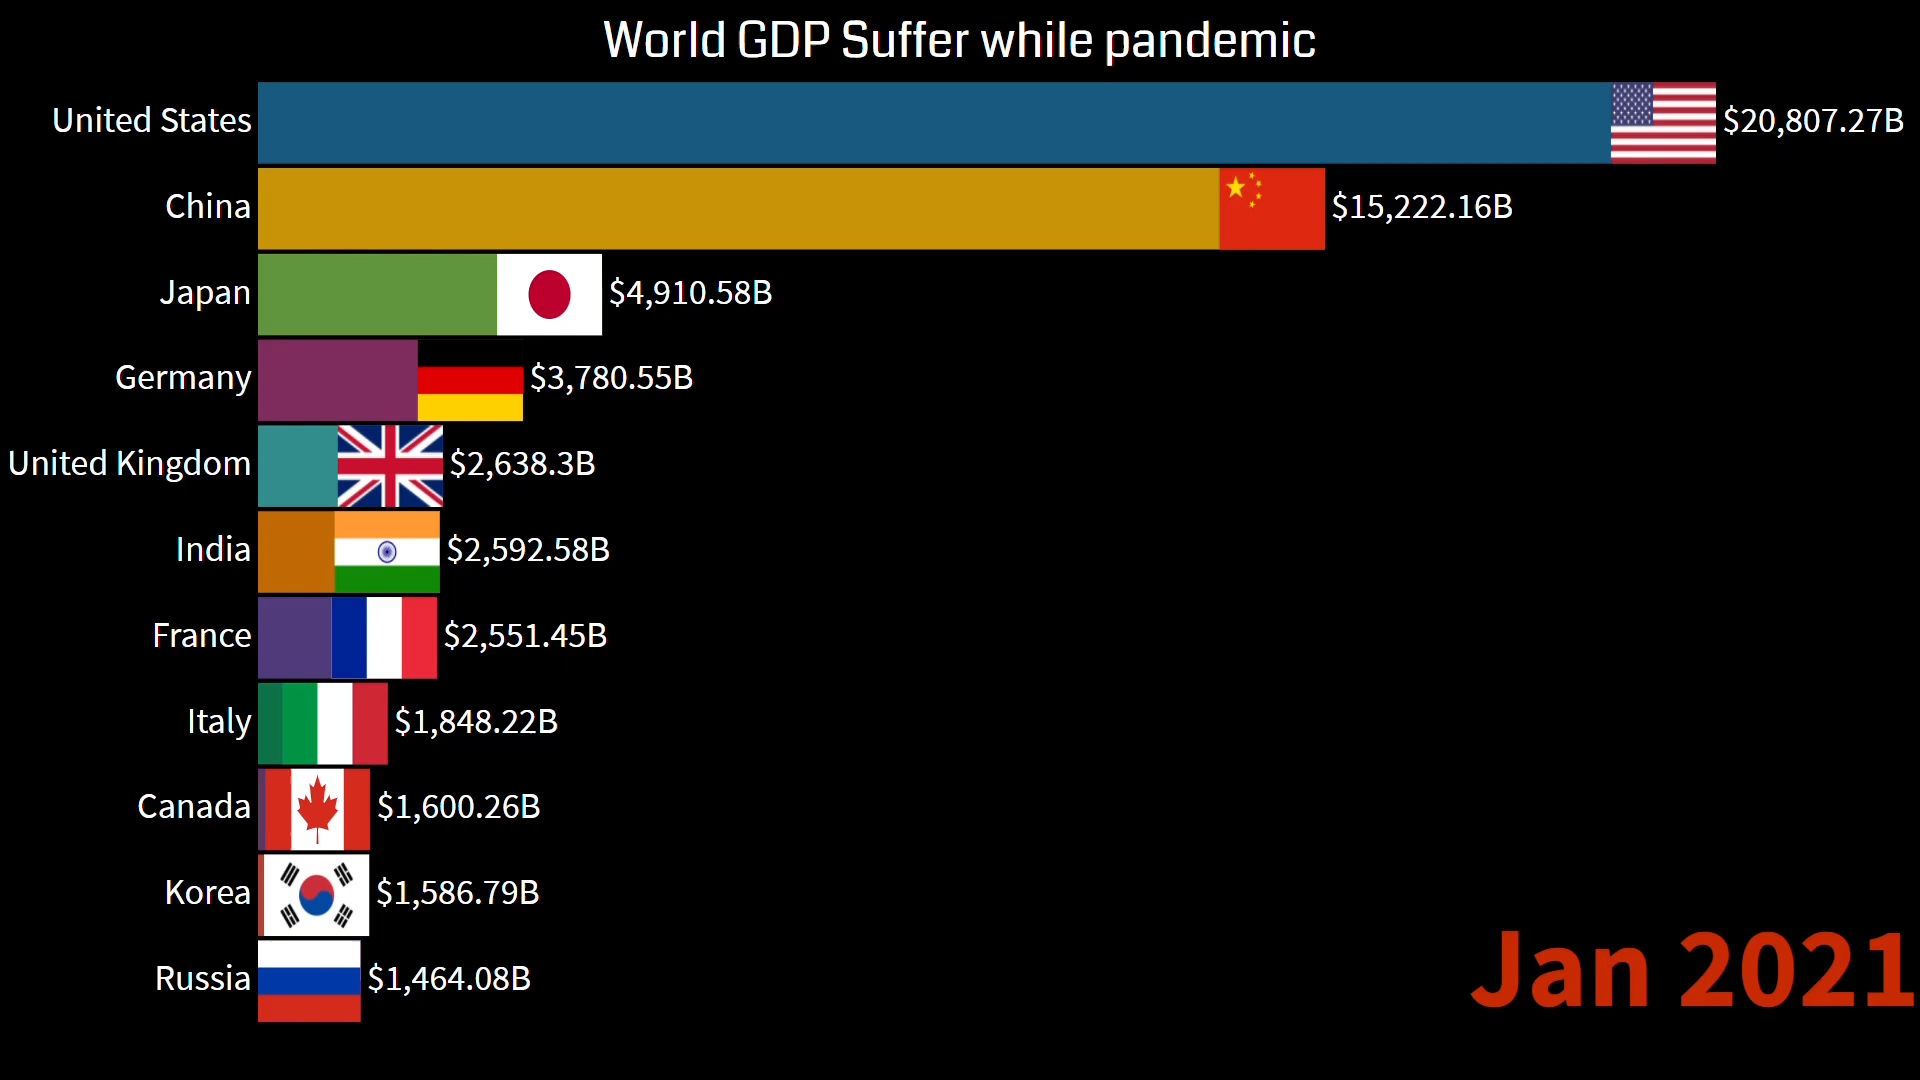 World GDP Suffer while pandemic
United States $20,807.27B
China $15,222.16B
Japan $4,910.58B
Germany $3,780.55B
United Kingdom $2,638.3B
India $2,592.58B
France $2,551.45B
Italy $1,848.22B
Canada $1,600.26B
Korea $1,586.79B
Russia $1,464.08B
Jan 2021